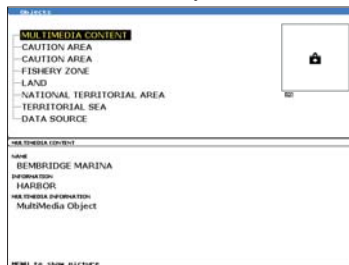 Objects
MULTIMEDIA CONTENT
CAUTION AREA
CAUTION AREA
FISHERY ZONE
LAND
NATIONAL TERRITORIAL AREA
TERRITORIAL SEA
DATA SOURCE
MULTIMEDIA CONTENT
NAME
BEMBRIDGE MARINA
INFORMATION
HARBOR
MULTIMEDIA INFORMATION
MultiMedia Object
MENU to show picture